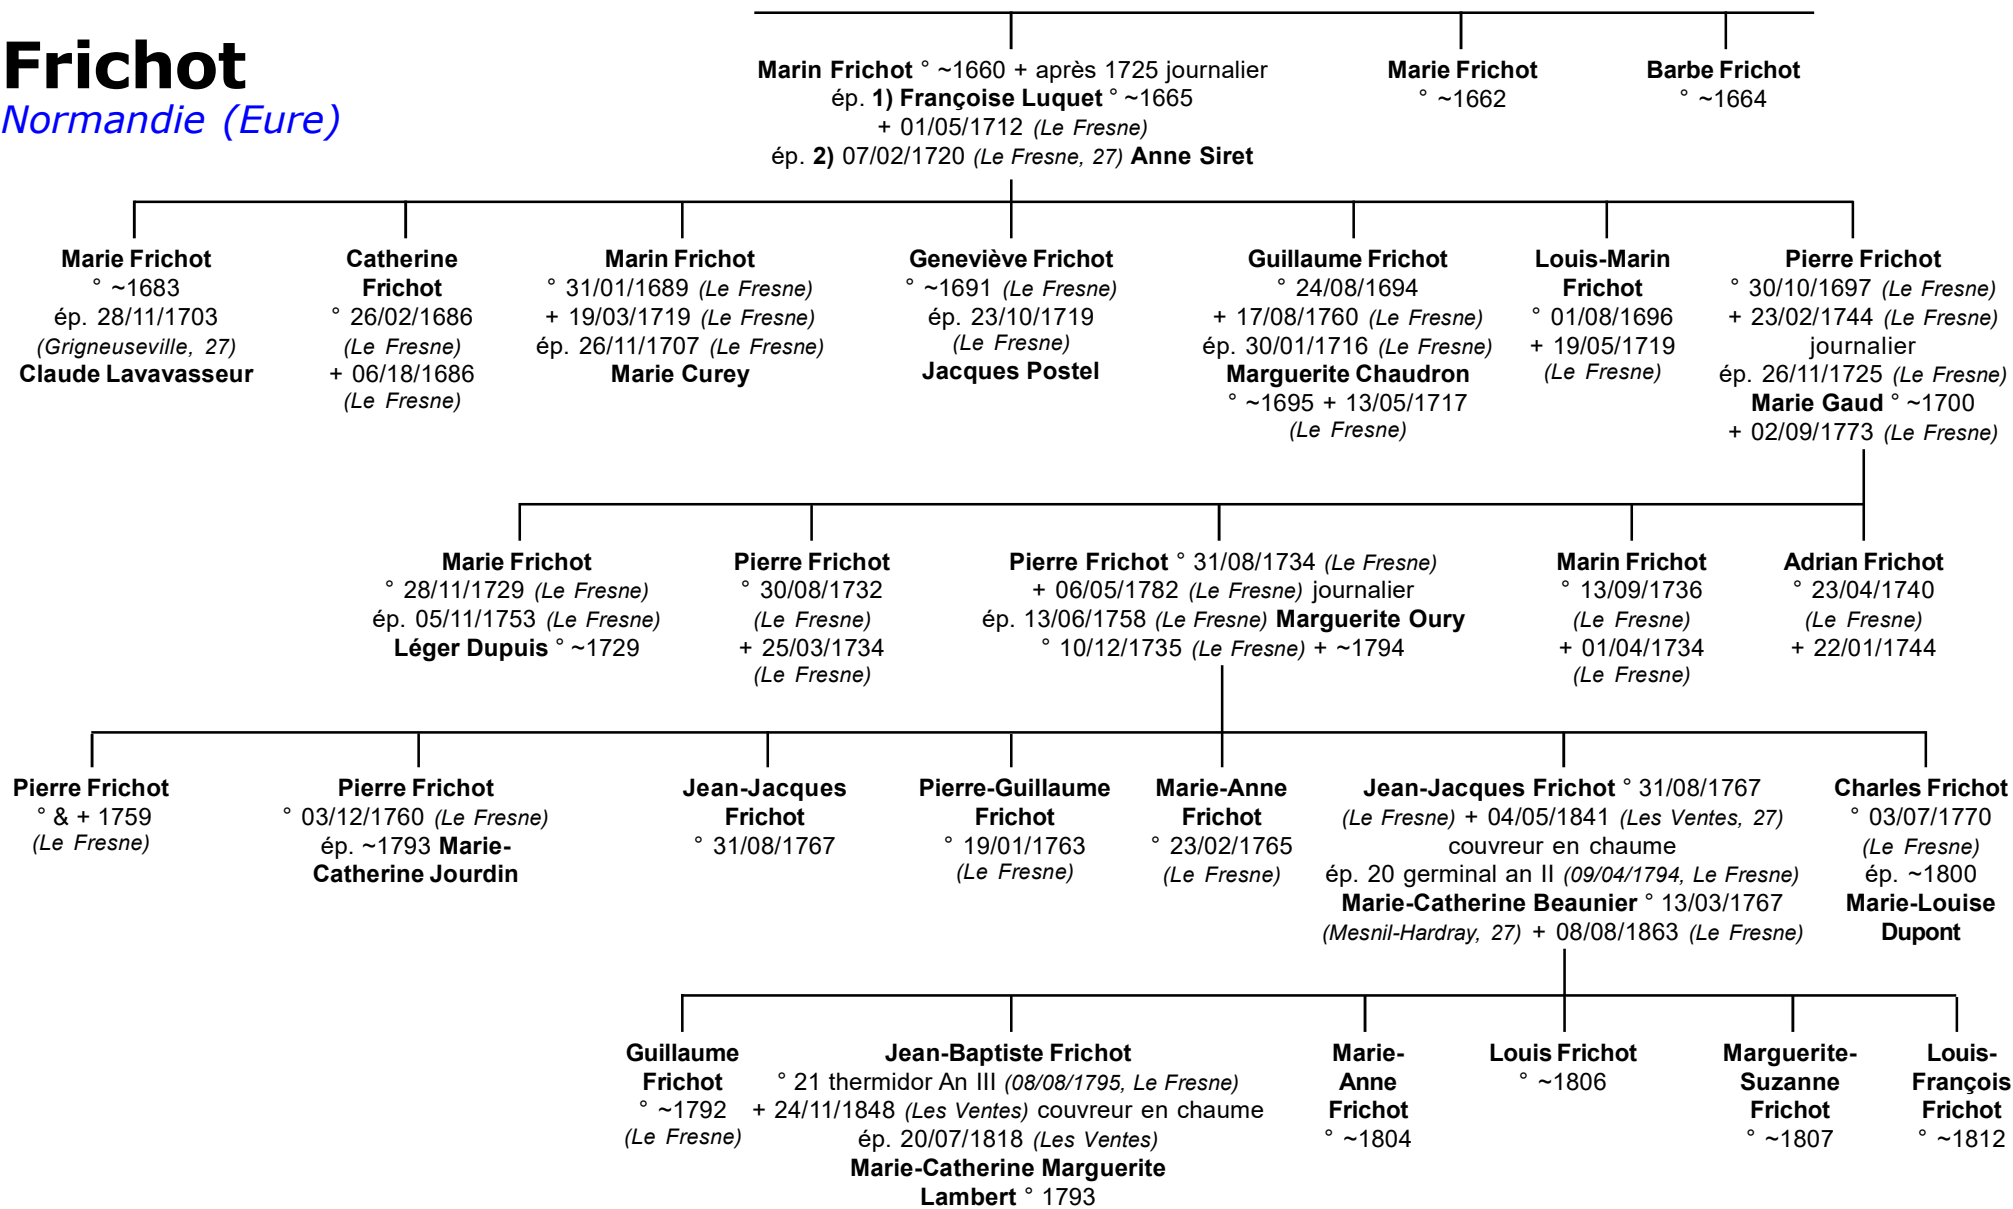 Frichot
Normandie (Eure)
Marin Frichot ° ~1660 + après 1725 journalier
ép. 1) Françoise Luquet ° ~1665
+ 01/05/1712 (Le Fresne)
ép. 2) 07/02/1720 (Le Fresne, 27) Anne Siret
Marie Frichot
° ~1662
Barbe Frichot
° ~1664
Marie Frichot
° ~1683
ép. 28/11/1703
(Grigneuseville, 27)
Claude Lavavasseur
Catherine
Frichot
° 26/02/1686
(Le Fresne)
+ 06/18/1686
(Le Fresne)
Marin Frichot
° 31/01/1689 (Le Fresne)
+ 19/03/1719 (Le Fresne)
ép. 26/11/1707 (Le Fresne)
Marie Curey
Geneviève Frichot
° ~1691 (Le Fresne)
ép. 23/10/1719
(Le Fresne)
Jacques Postel
Guillaume Frichot
° 24/08/1694
+ 17/08/1760 (Le Fresne)
ép. 30/01/1716 (Le Fresne)
Marguerite Chaudron
° ~1695 + 13/05/1717
(Le Fresne)
Louis-Marin
Frichot
° 01/08/1696
+ 19/05/1719
(Le Fresne)
Pierre Frichot
° 30/10/1697 (Le Fresne)
+ 23/02/1744 (Le Fresne)
journalier
ép. 26/11/1725 (Le Fresne)
Marie Gaud ° ~1700
+ 02/09/1773 (Le Fresne)
Marie Frichot
° 28/11/1729 (Le Fresne)
ép. 05/11/1753 (Le Fresne)
Léger Dupuis ° ~1729
Pierre Frichot
° 30/08/1732
(Le Fresne)
+ 25/03/1734
(Le Fresne)
Pierre Frichot ° 31/08/1734 (Le Fresne)
+ 06/05/1782 (Le Fresne) journalier
ép. 13/06/1758 (Le Fresne) Marguerite Oury
° 10/12/1735 (Le Fresne) + ~1794
Marin Frichot
° 13/09/1736
(Le Fresne)
+ 01/04/1734
(Le Fresne)
Adrian Frichot
° 23/04/1740
(Le Fresne)
+ 22/01/1744
Pierre Frichot
° & + 1759
(Le Fresne)
Pierre Frichot
° 03/12/1760 (Le Fresne)
ép. ~1793 Marie-
Catherine Jourdin
Jean-Jacques
Frichot
° 31/08/1767
Pierre-Guillaume
Frichot
° 19/01/1763
(Le Fresne)
Marie-Anne
Frichot
° 23/02/1765
(Le Fresne)
Jean-Jacques Frichot ° 31/08/1767
(Le Fresne) + 04/05/1841 (Les Ventes, 27)
couvreur en chaume
ép. 20 germinal an II (09/04/1794, Le Fresne)
Marie-Catherine Beaunier ° 13/03/1767
(Mesnil-Hardray, 27) + 08/08/1863 (Le Fresne)
Charles Frichot
° 03/07/1770
(Le Fresne)
ép. ~1800
Marie-Louise
Dupont
Guillaume
Frichot
° ~1792
(Le Fresne)
Jean-Baptiste Frichot
° 21 thermidor An III (08/08/1795, Le Fresne)
+ 24/11/1848 (Les Ventes) couvreur en chaume
ép. 20/07/1818 (Les Ventes)
Marie-Catherine Marguerite
Lambert ° 1793
Marie-
Anne
Frichot
° ~1804
Louis Frichot
° ~1806
Marguerite-
Suzanne
Frichot
° ~1807
Louis-
François
Frichot
° ~1812